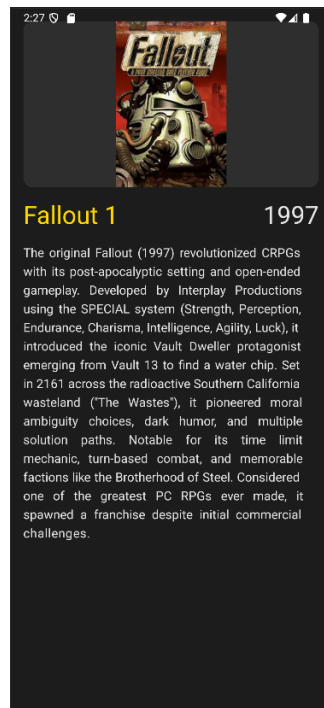 2:27
Fallout
A POST NUCLEAR ROLE PLAYING GAME
Fallout 1
1997
The original Fallout (1997) revolutionized CRPGs
with its post-apocalyptic setting and open-ended
gameplay. Developed by Interplay Productions
using the SPECIAL system (Strength, Perception,
Endurance, Charisma, Intelligence, Agility, Luck), it
introduced the iconic Vault Dweller protagonist
emerging from Vault 13 to find a water chip. Set
in 2161 across the radioactive Southern California
wasteland ("The Wastes"), it pioneered moral
ambiguity choices, dark humor, and multiple
solution paths. Notable for its time limit
mechanic, turn-based combat, and memorable
factions like the Brotherhood of Steel. Considered
one of the greatest PC RPGs ever made, it
spawned a franchise despite initial commercial
challenges.